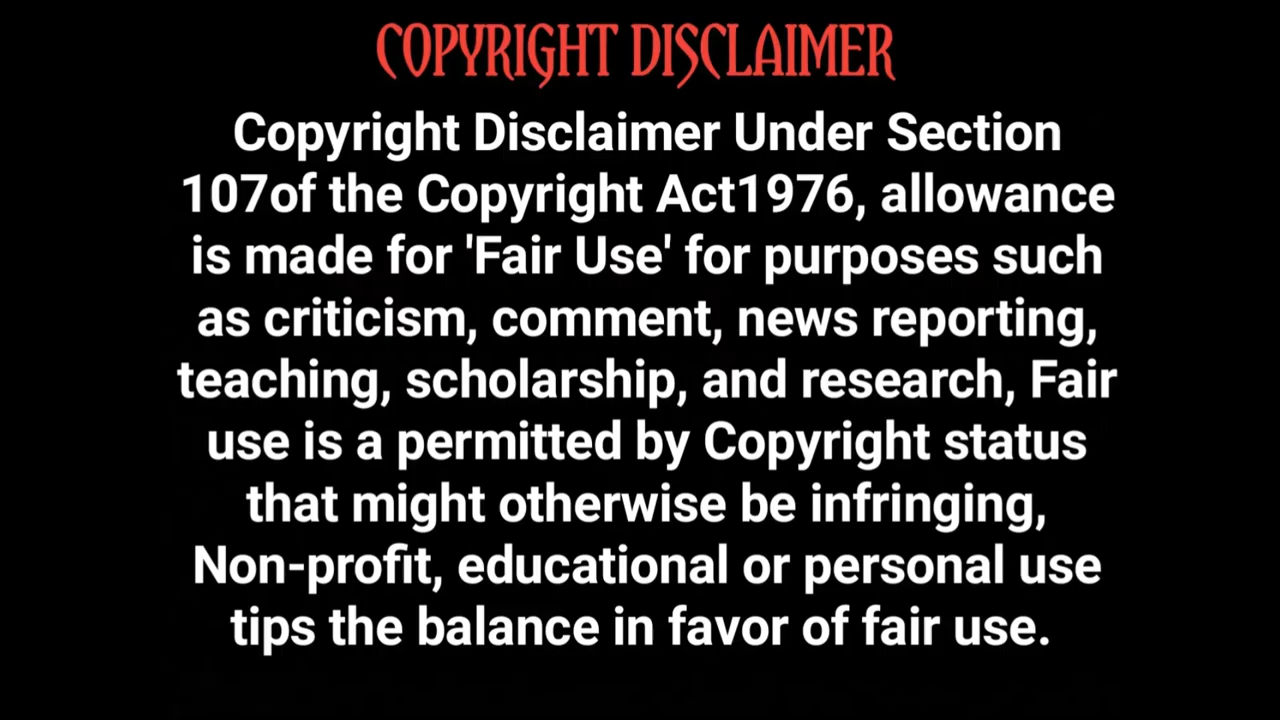 COPYRIGHT DISCLAIMER
Copyright Disclaimer Under Section
107of the Copyright Act1976, allowance
is made for 'Fair Use' for purposes such
as criticism, comment, news reporting,
teaching, scholarship, and research, Fair
use is a permitted by Copyright status
that might otherwise be infringing,
Non-profit, educational or personal use
tips the balance in favor of fair use.